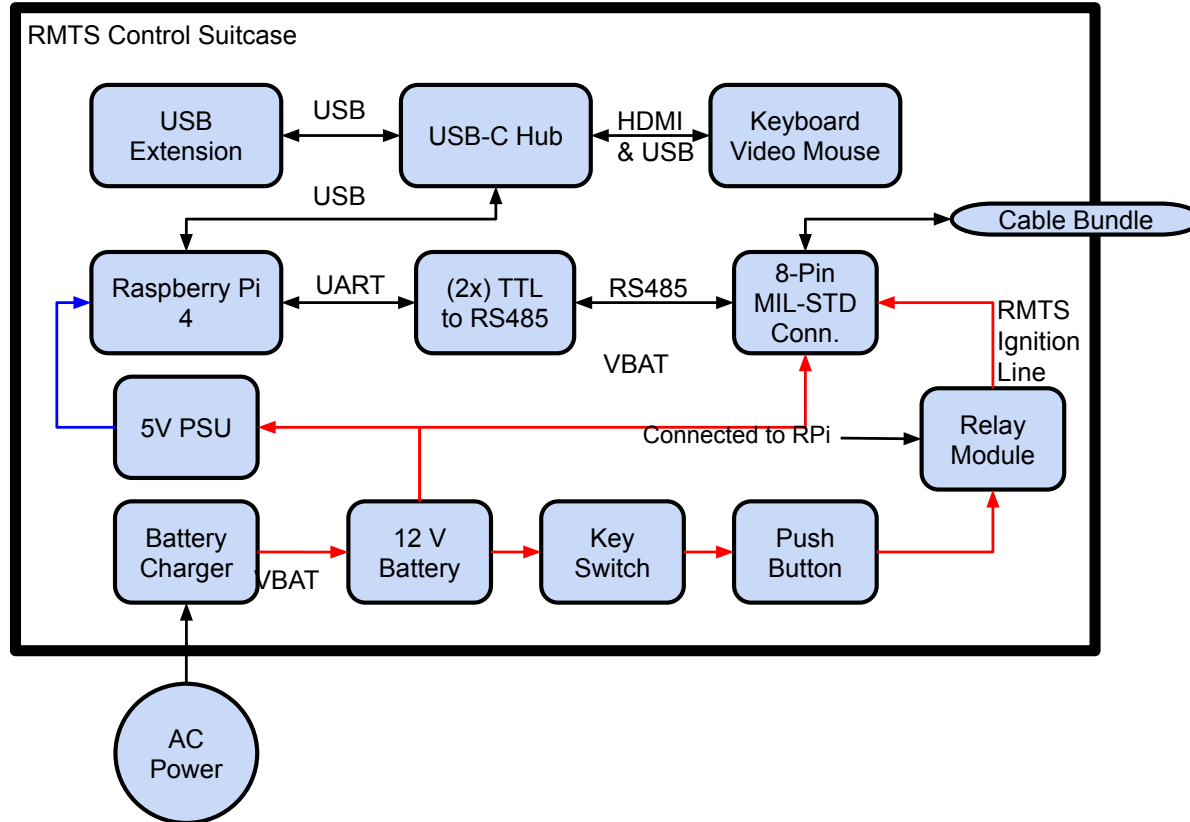 RMTS Control Suitcase
USB
Extension
USB
USB-C Hub
HDMI
& USB
Keyboard
Video Mouse
USB
Cable Bundle
Raspberry Pi
4
UART
(2x) TTL
to RS485
RS485
8-Pin
MIL-STD
Conn.
RMTS
Ignition
Line
VBAT
5V PSU
Connected to RPi
Relay
Module
Battery
Charger
VBAT
12 V
Battery
Key
Switch
Push
Button
AC
Power